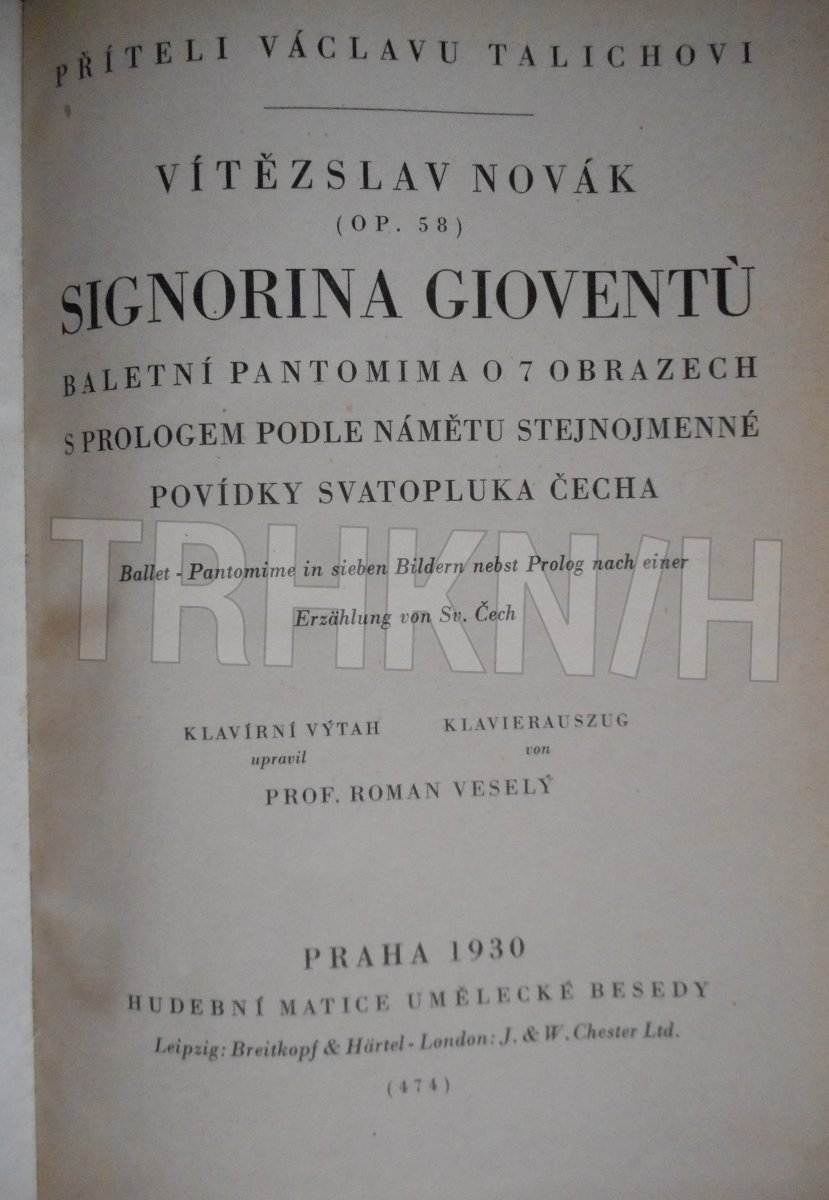 PŘÍTELI VÁCLAVU TALICHOVI
VÍTĚZSLAV NOVÁK
(OP. 58)
SIGNORINA GIOVENTÙ
BALETNÍ PANTOMIMA O 7 OBRAZECH
S PROLOGEM PODLE NÁMĚTU STEJNOJMENNÉ
POVÍDKY SVATOPLUKA ČECHA
TRHKNIH
Ballet - Pantomime in sieben Bildern nebst Prolog nach einer
Erzählung von Sv. Čech
KLAVÍRNÍ VÝTAH KLAVIERAUSZUG
upravil von
PROF. ROMAN VESELÝ
PRAHA 1930
HUDEBNÍ MATICE UMĚLECKÉ BESEDY
Leipzig: Breitkopf & Härtel - London: J. & W. Chester Ltd.
(474)